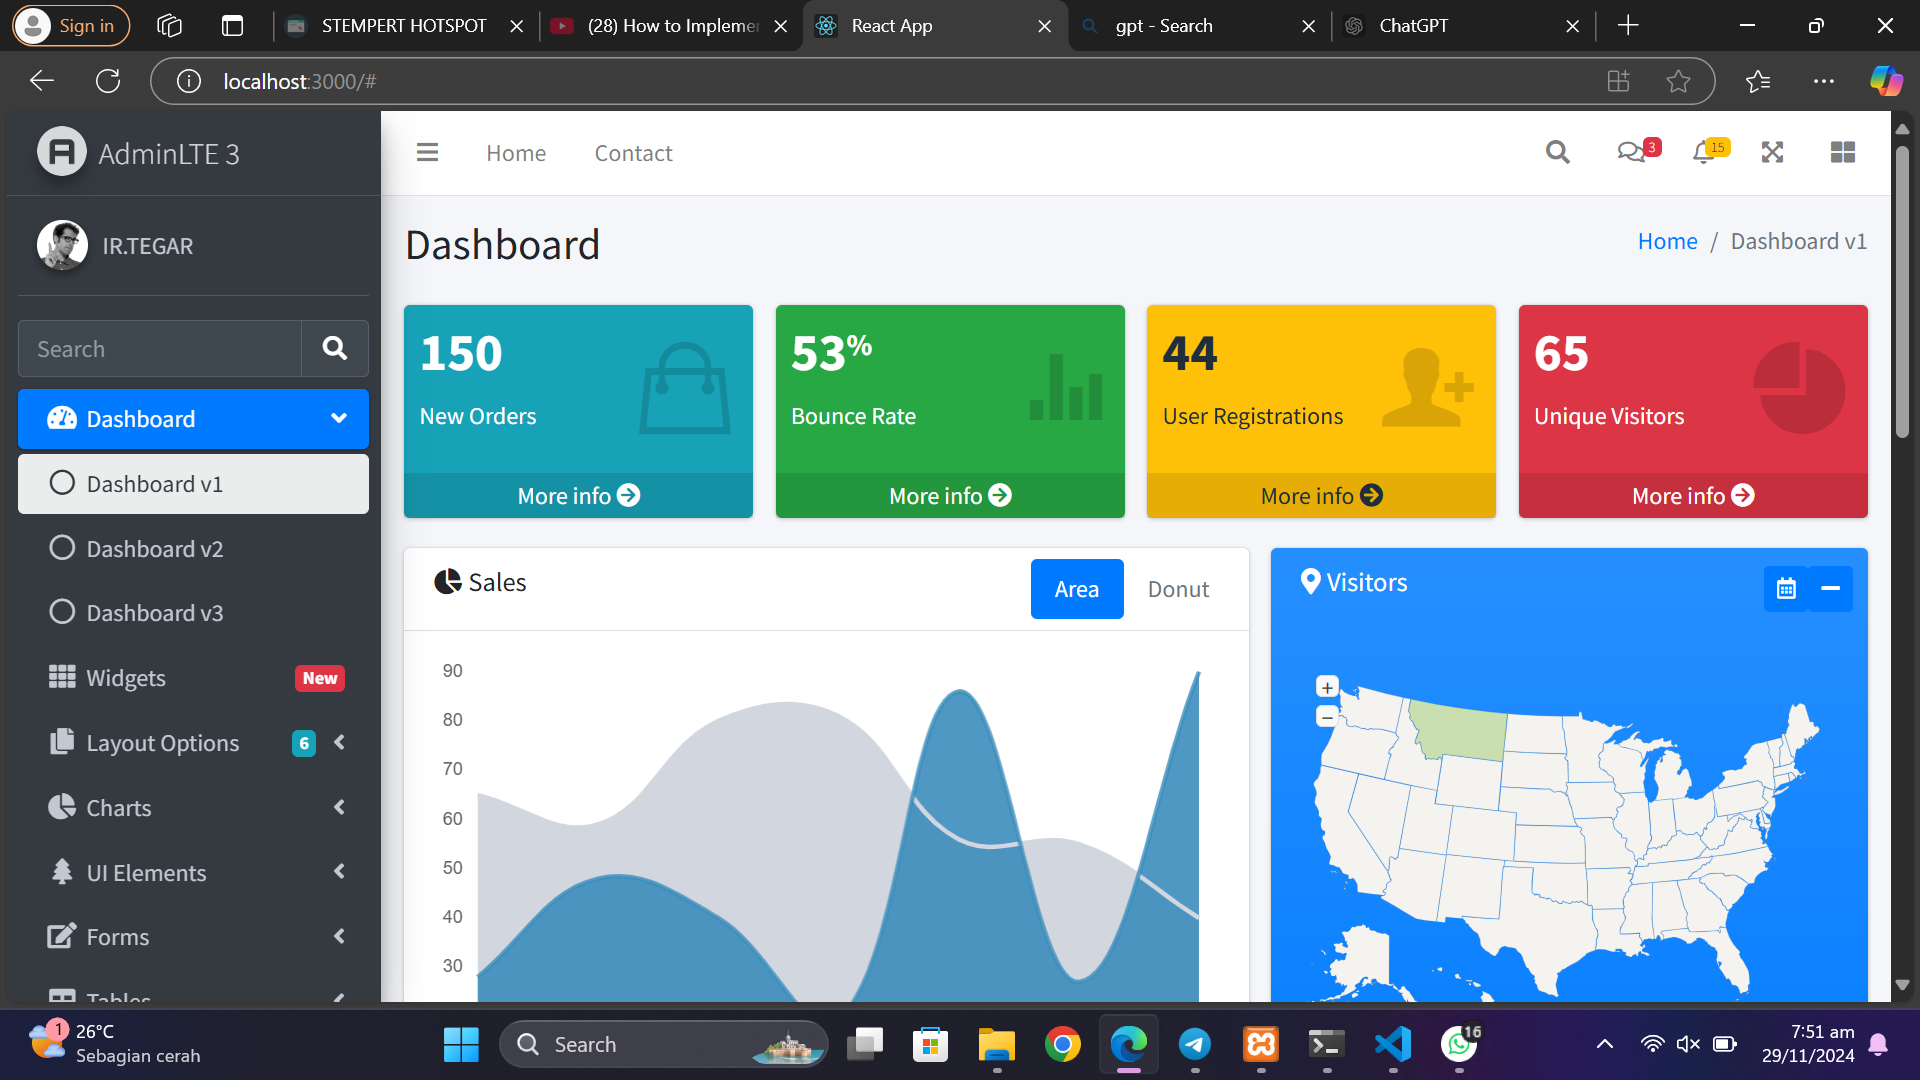 Sign in
STEMPERT HOTSPOT
(28) How to Implemen
React App
gpt - Search
ChatGPT
localhost:3000/#
AdminLTE 3
Home
Contact
3
15
IR.TEGAR
Search
Dashboard
Dashboard v1
Dashboard v2
Dashboard v3
Widgets
New
Layout Options
6
Charts
UI Elements
Forms
Tables
Dashboard
Home / Dashboard v1
150
New Orders
More info
53%
Bounce Rate
More info
44
User Registrations
More info
65
Unique Visitors
More info
Sales
Area
Donut
90
80
70
60
50
40
30
Visitors
+
−
1
26°C
Sebagian cerah
Search
16
7:51 am
29/11/2024